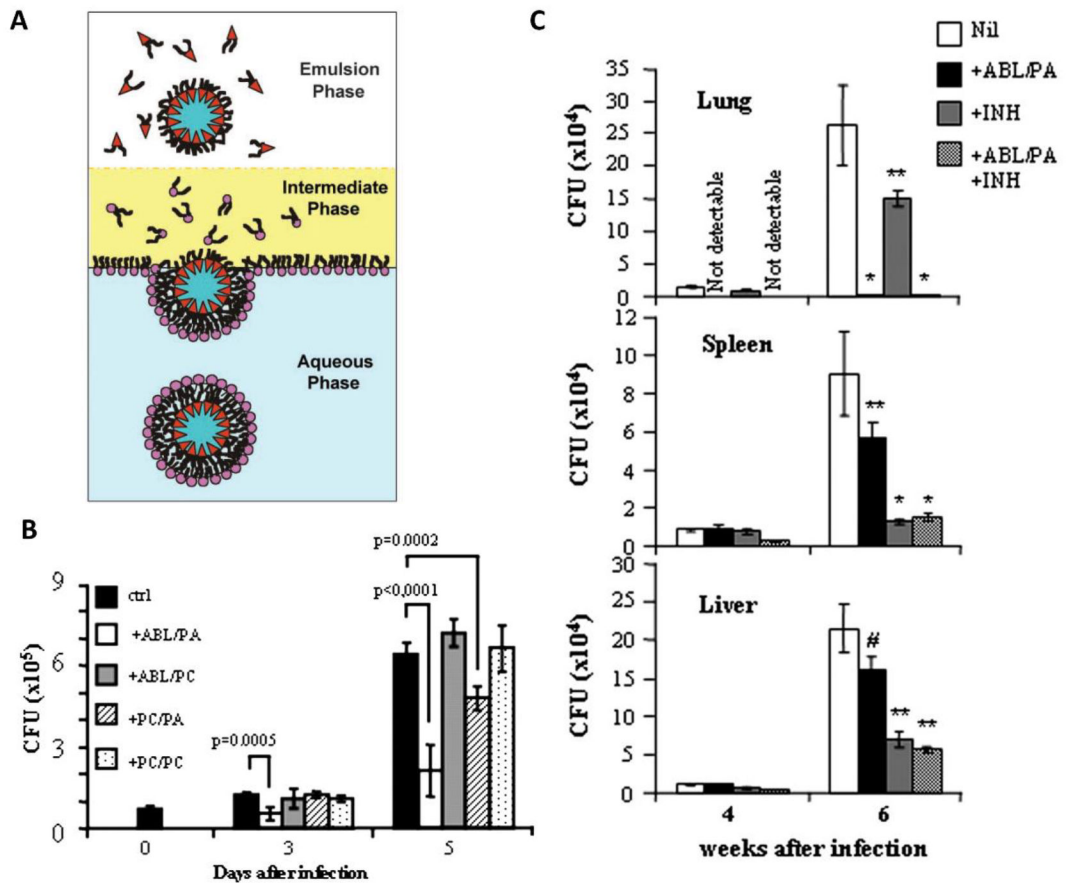 A
Emulsion
Phase
Intermediate
Phase
Aqueous
Phase
B
CFU (x10⁵)
9
6
3
0
ctrl
+ABL/PA
+ABL/PC
+PC/PA
+PC/PC
p=0.0005
p=0.0002
p<0,0001
0
3
5
Days after infection
C
Nil
+ABL/PA
+INH
+ABL/PA
+INH
Lung
CFU (x10⁴)
35
30
25
20
15
10
5
0
Not detectable
Not detectable
*
**
*
Spleen
CFU (x10⁴)
12
10
8
6
4
2
0
**
*
*
Liver
CFU (x10⁴)
30
25
20
15
10
5
0
#
**
**
4
6
weeks after infection